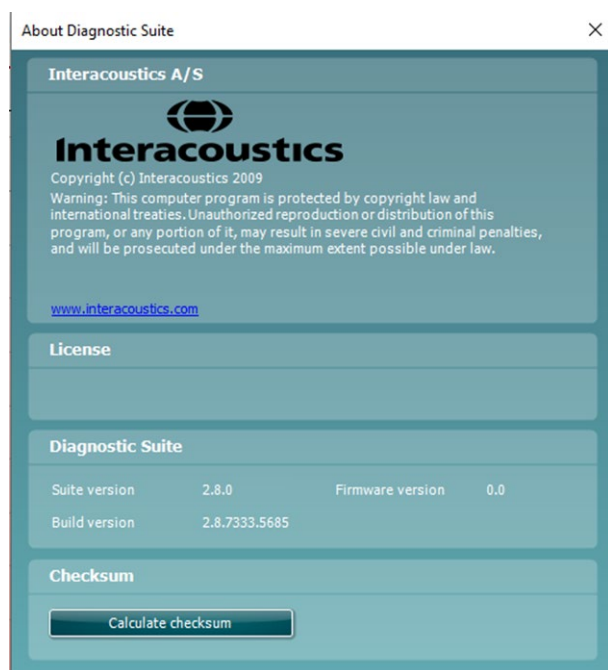 About Diagnostic Suite
Interacoustics A/S
Interacoustics
Copyright (c) Interacoustics 2009
Warning: This computer program is protected by copyright law and
international treaties. Unauthorized reproduction or distribution of this
program, or any portion of it, may result in severe civil and criminal penalties,
and will be prosecuted under the maximum extent possible under law.
www.interacoustics.com
License
Diagnostic Suite
Suite version 2.8.0 Firmware version 0.0
Build version 2.8.7333.5685
Checksum
Calculate checksum